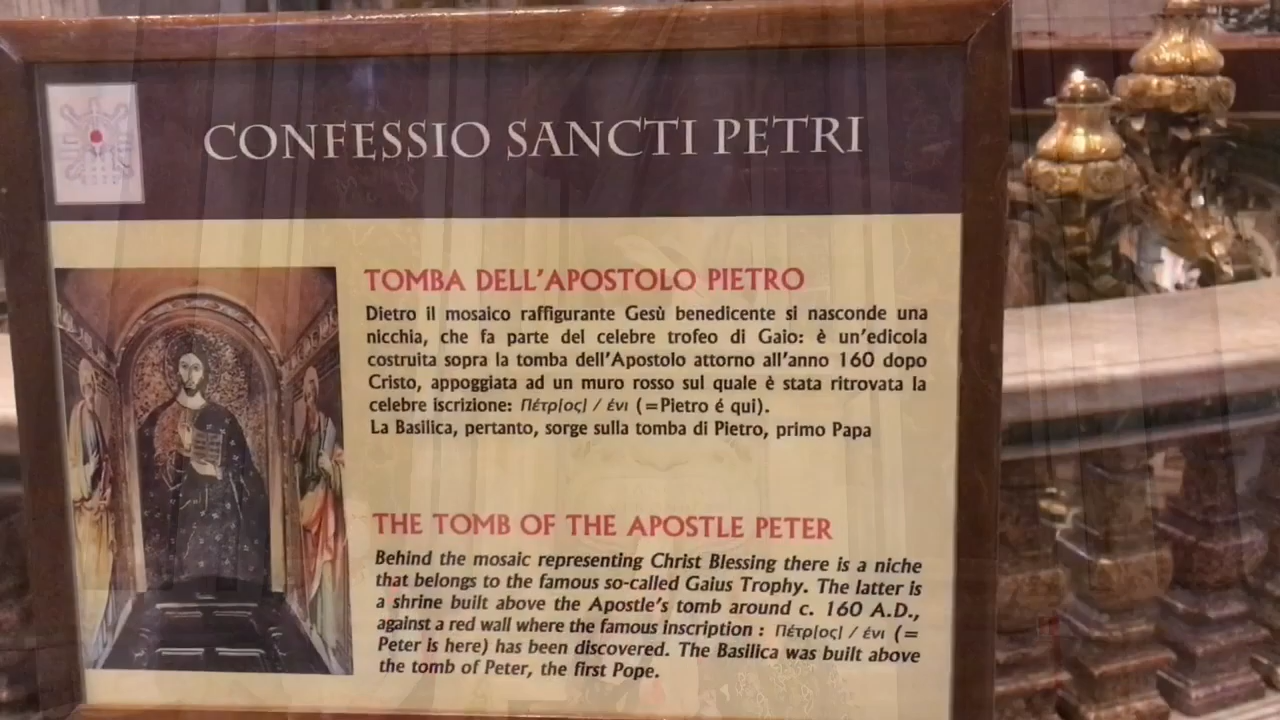 CONFESSIO SANCTI PETRI
TOMBA DELL'APOSTOLO PIETRO
Dietro il mosaico raffigurante Gesù benedicente si nasconde una
nicchia, che fa parte del celebre trofeo di Gaio: è un'edicola
costruita sopra la tomba dell'Apostolo attorno all'anno 160 dopo
Cristo, appoggiata ad un muro rosso sul quale è stata ritrovata la
celebre iscrizione: Πέτρ[ος] / ένι (=Pietro é qui).
La Basilica, pertanto, sorge sulla tomba di Pietro, primo Papa
THE TOMB OF THE APOSTLE PETER
Behind the mosaic representing Christ Blessing there is a niche
that belongs to the famous so-called Gaius Trophy. The latter is
a shrine built above the Apostle's tomb around c. 160 A.D.,
against a red wall where the famous inscription : Πέτρ[ος] / ένι (=
Peter is here) has been discovered. The Basilica was built above
the tomb of Peter, the first Pope.